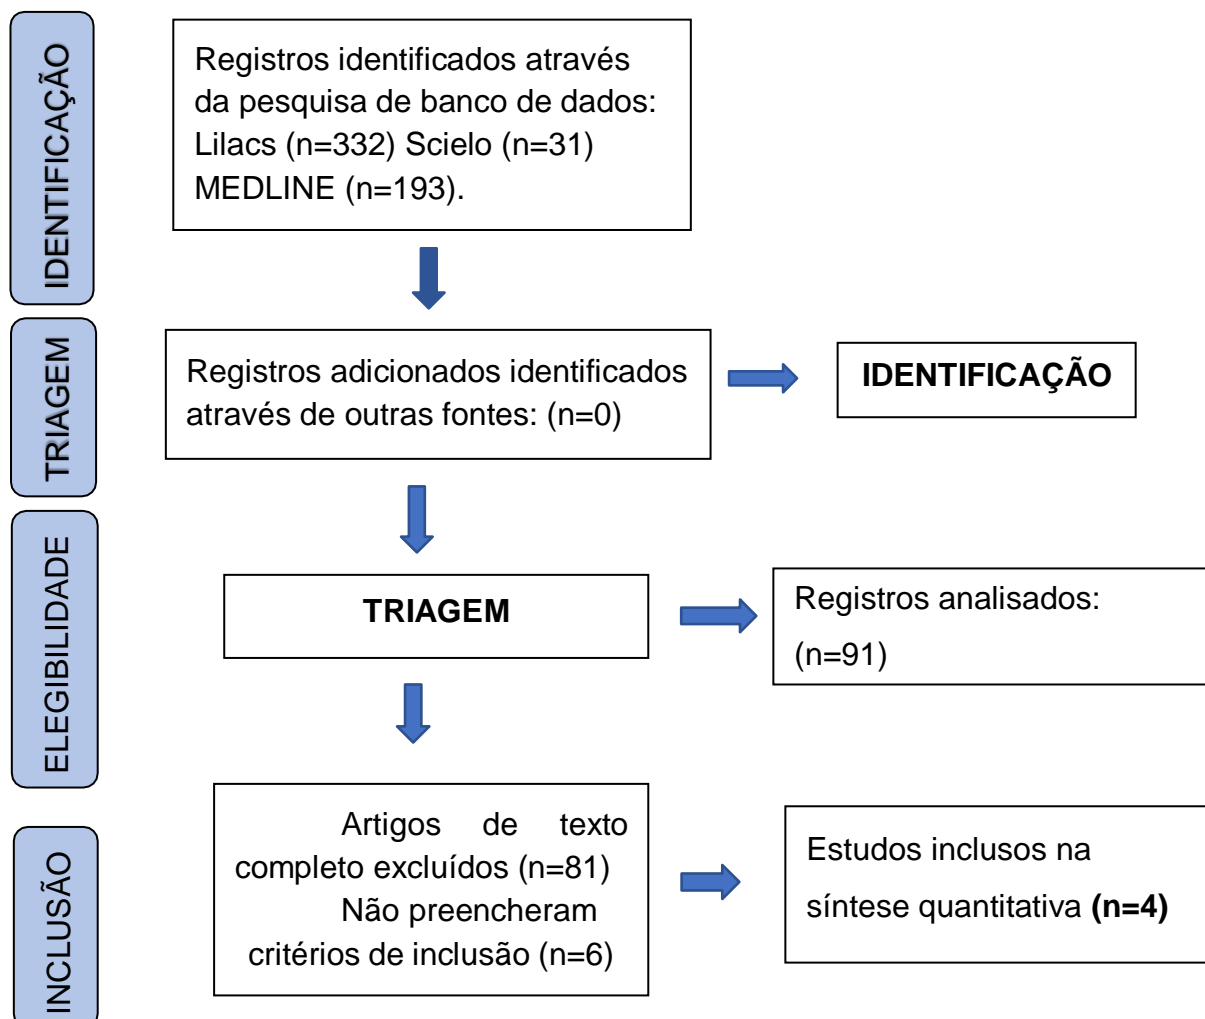 IDENTIFICAÇÃO
Registros identificados através
da pesquisa de banco de dados:
Lilacs (n=332) Scielo (n=31)
MEDLINE (n=193).
TRIAGEM
Registros adicionados identificados
através de outras fontes: (n=0)
IDENTIFICAÇÃO
ELEGIBILIDADE
TRIAGEM
Registros analisados:
(n=91)
INCLUSÃO
Artigos de texto
completo excluídos (n=81)
Não preencheram
critérios de inclusão (n=6)
Estudos inclusos na
síntese quantitativa (n=4)